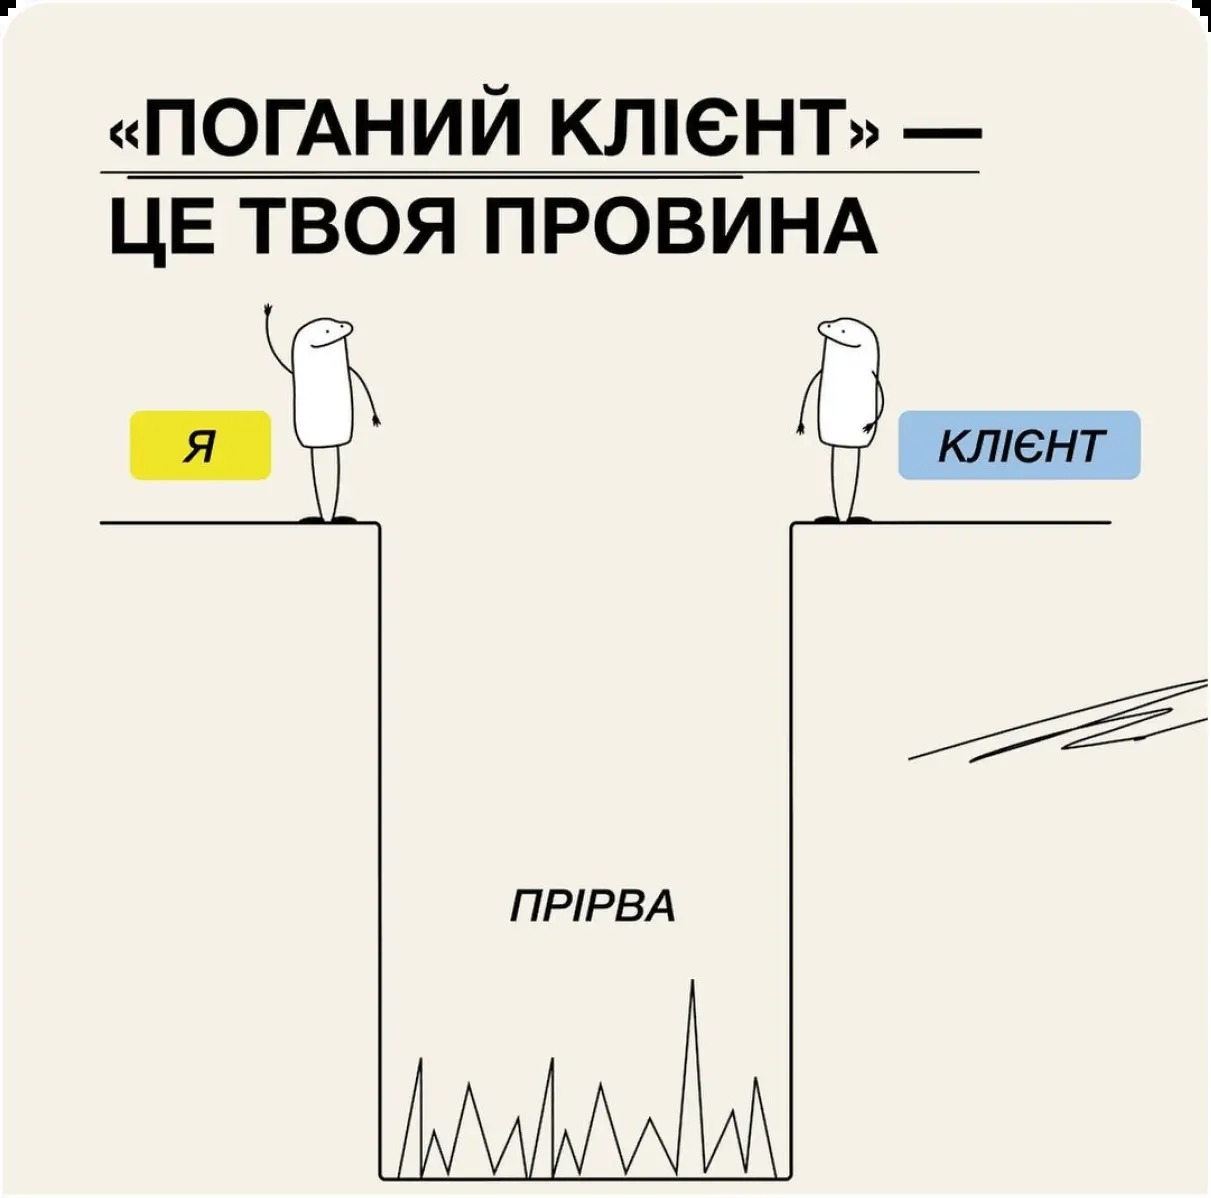 «ПОГАНИЙ КЛІЄНТ» —
ЦЕ ТВОЯ ПРОВИНА
Я
КЛІЄНТ
ПРІРВА